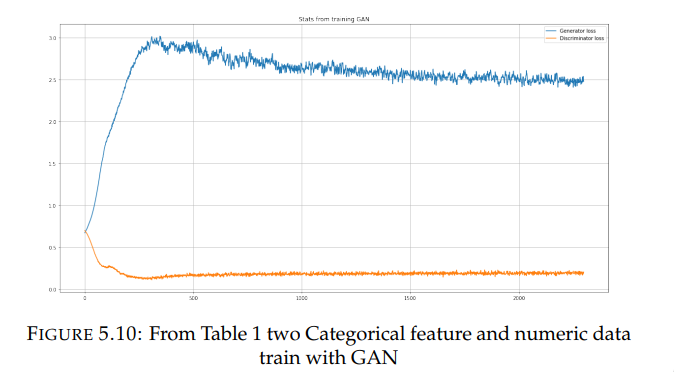 Stats from training GAN
Generator loss
Discriminator loss
3.0
2.5
2.0
1.5
1.0
0.5
0.0
0 500 1000 1500 2000
FIGURE 5.10: From Table 1 two Categorical feature and numeric data
train with GAN